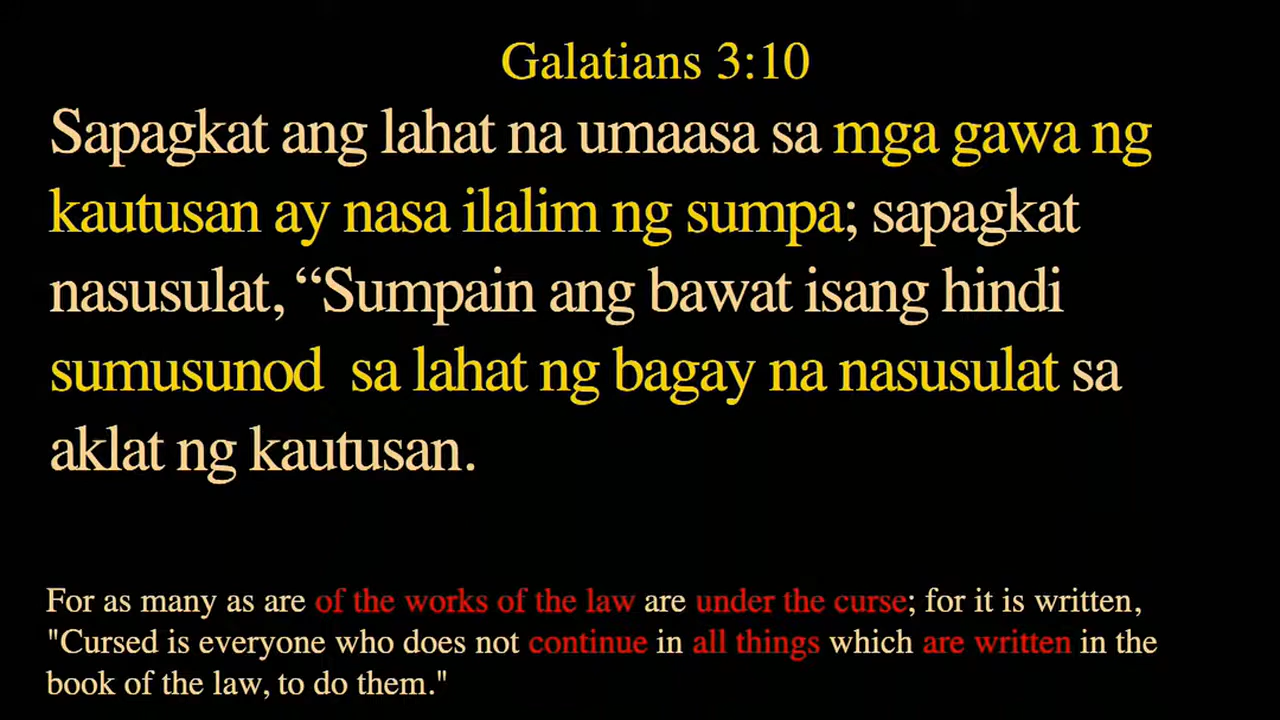 Galatians 3:10
Sapagkat ang lahat na umaasa sa mga gawa ng
kautusan ay nasa ilalim ng sumpa; sapagkat
nasusulat, “Sumpain ang bawat isang hindi
sumusunod  sa lahat ng bagay na nasusulat sa
aklat ng kautusan.
For as many as are of the works of the law are under the curse; for it is written,
"Cursed is everyone who does not continue in all things which are written in the
book of the law, to do them."